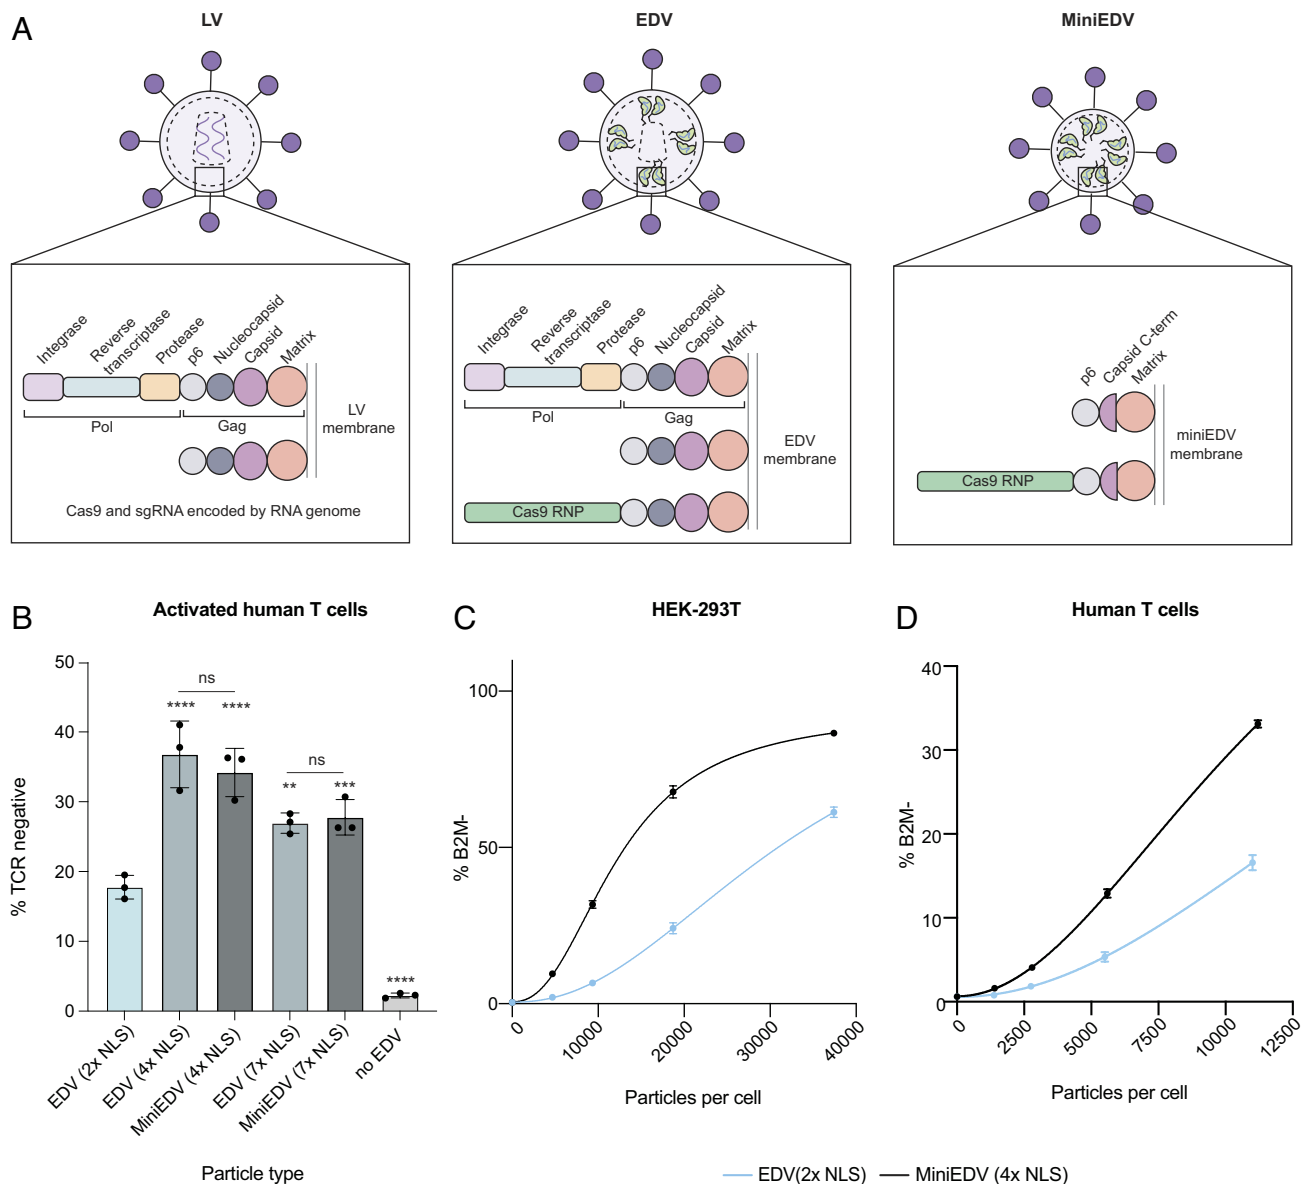 A
LV
EDV
MiniEDV
Integrase
Reverse
transcriptase
Protease
p6
Nucleocapsid
Capsid
Matrix
Pol
Gag
LV
membrane
Cas9 and sgRNA encoded by RNA genome
Integrase
Reverse
transcriptase
Protease
p6
Nucleocapsid
Capsid
Matrix
Pol
Gag
EDV
membrane
Cas9 RNP
p6
Capsid C-term
Matrix
miniEDV
membrane
Cas9 RNP
B
Activated human T cells
% TCR negative
50
40
30
20
10
0
ns
****
****
ns
**
***
****
EDV (2x NLS)
EDV (4x NLS)
MiniEDV (4x NLS)
EDV (7x NLS)
MiniEDV (7x NLS)
no EDV
Particle type
C
HEK-293T
% B2M-
100
50
0
0
10000
20000
30000
40000
Particles per cell
D
Human T cells
% B2M-
40
30
20
10
0
0
2500
5000
7500
10000
12500
Particles per cell
EDV(2x NLS)
MiniEDV (4x NLS)